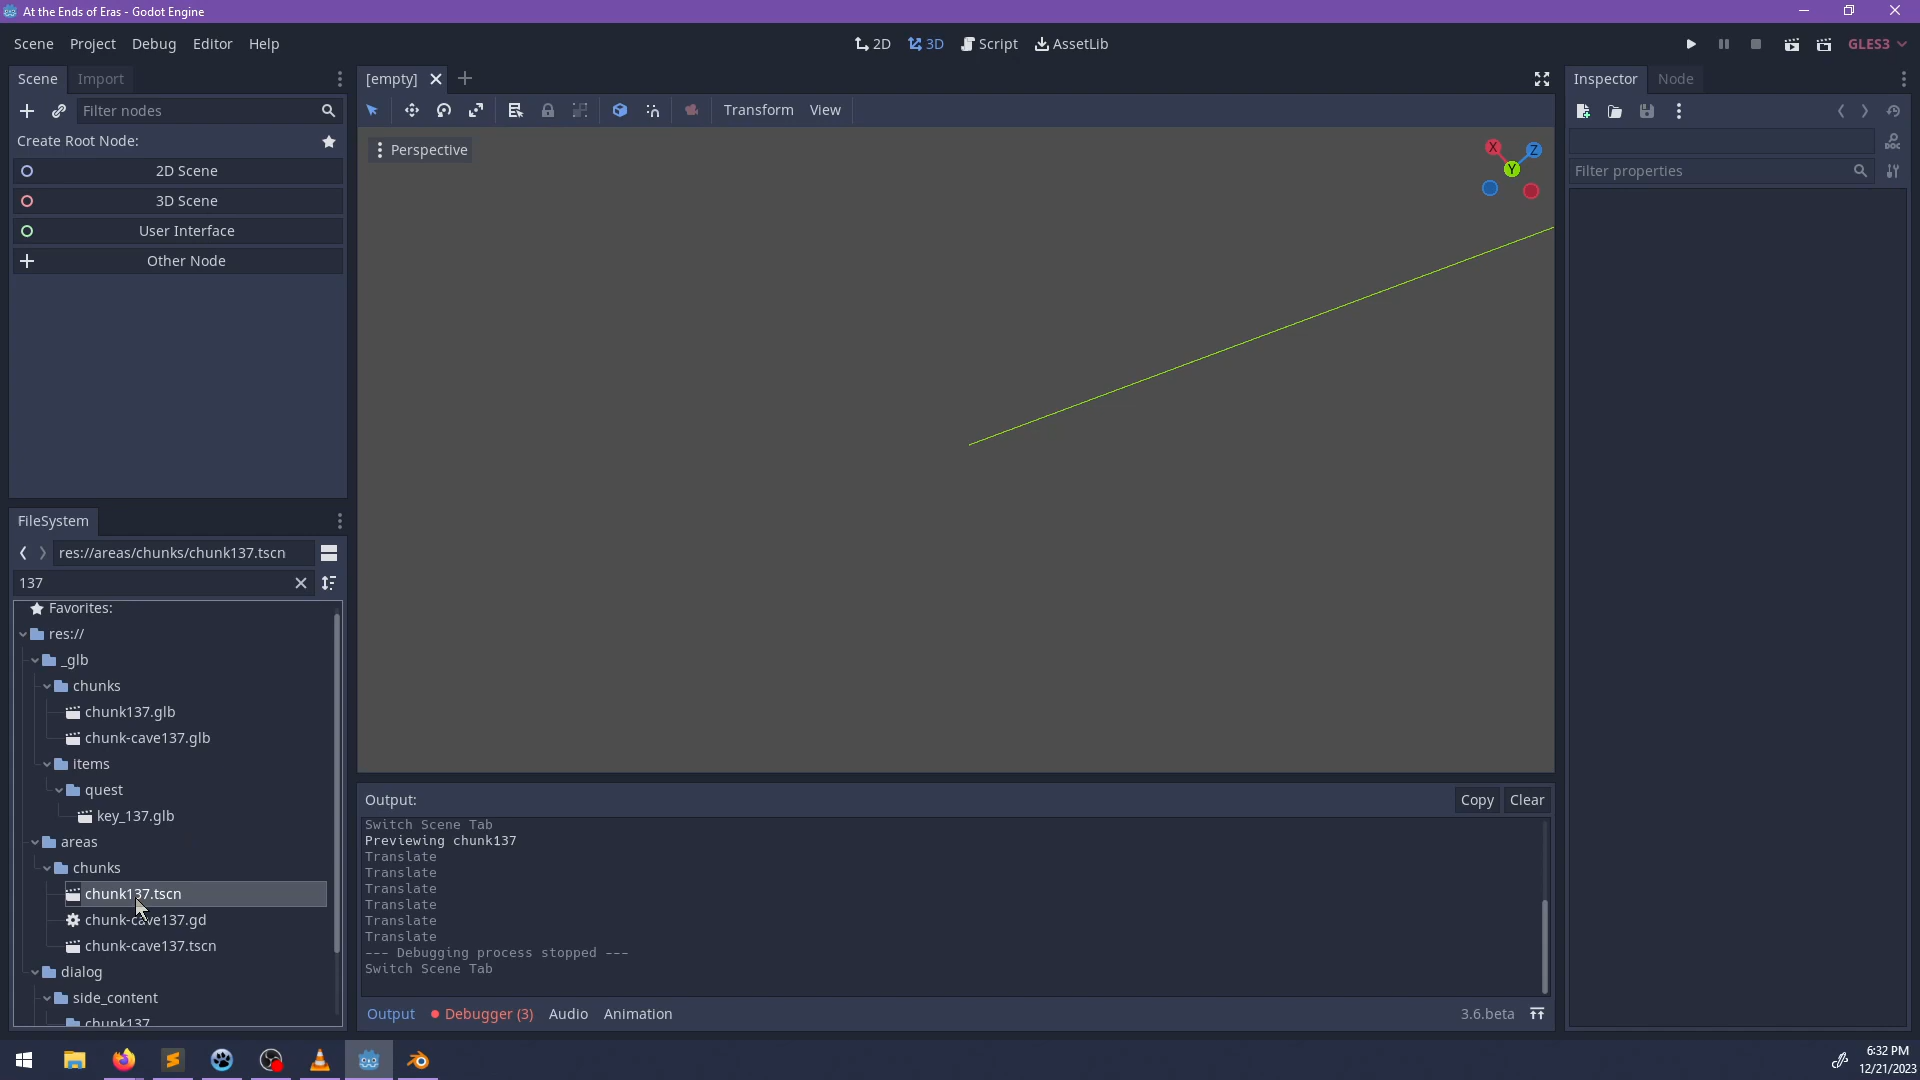 At the Ends of Eras - Godot Engine
Scene Project Debug Editor Help
2D 3D Script AssetLib
GLES3
Scene Import
[empty]
Inspector Node
Filter nodes
Transform View
Create Root Node:
2D Scene
3D Scene
User Interface
Other Node
Perspective
X Z Y
DOC
Filter properties
FileSystem
res://areas/chunks/chunk137.tscn
137
Favorites:
res://
_glb
chunks
chunk137.glb
chunk-cave137.glb
items
quest
key_137.glb
areas
chunks
chunk137.tscn
chunk-cave137.gd
chunk-cave137.tscn
dialog
side_content
chunk137
Output:
Copy Clear
Switch Scene Tab
Previewing chunk137
Translate
Translate
Translate
Translate
Translate
Translate
--- Debugging process stopped ---
Switch Scene Tab
Output Debugger (3) Audio Animation
3.6.beta
6:32 PM
12/21/2023